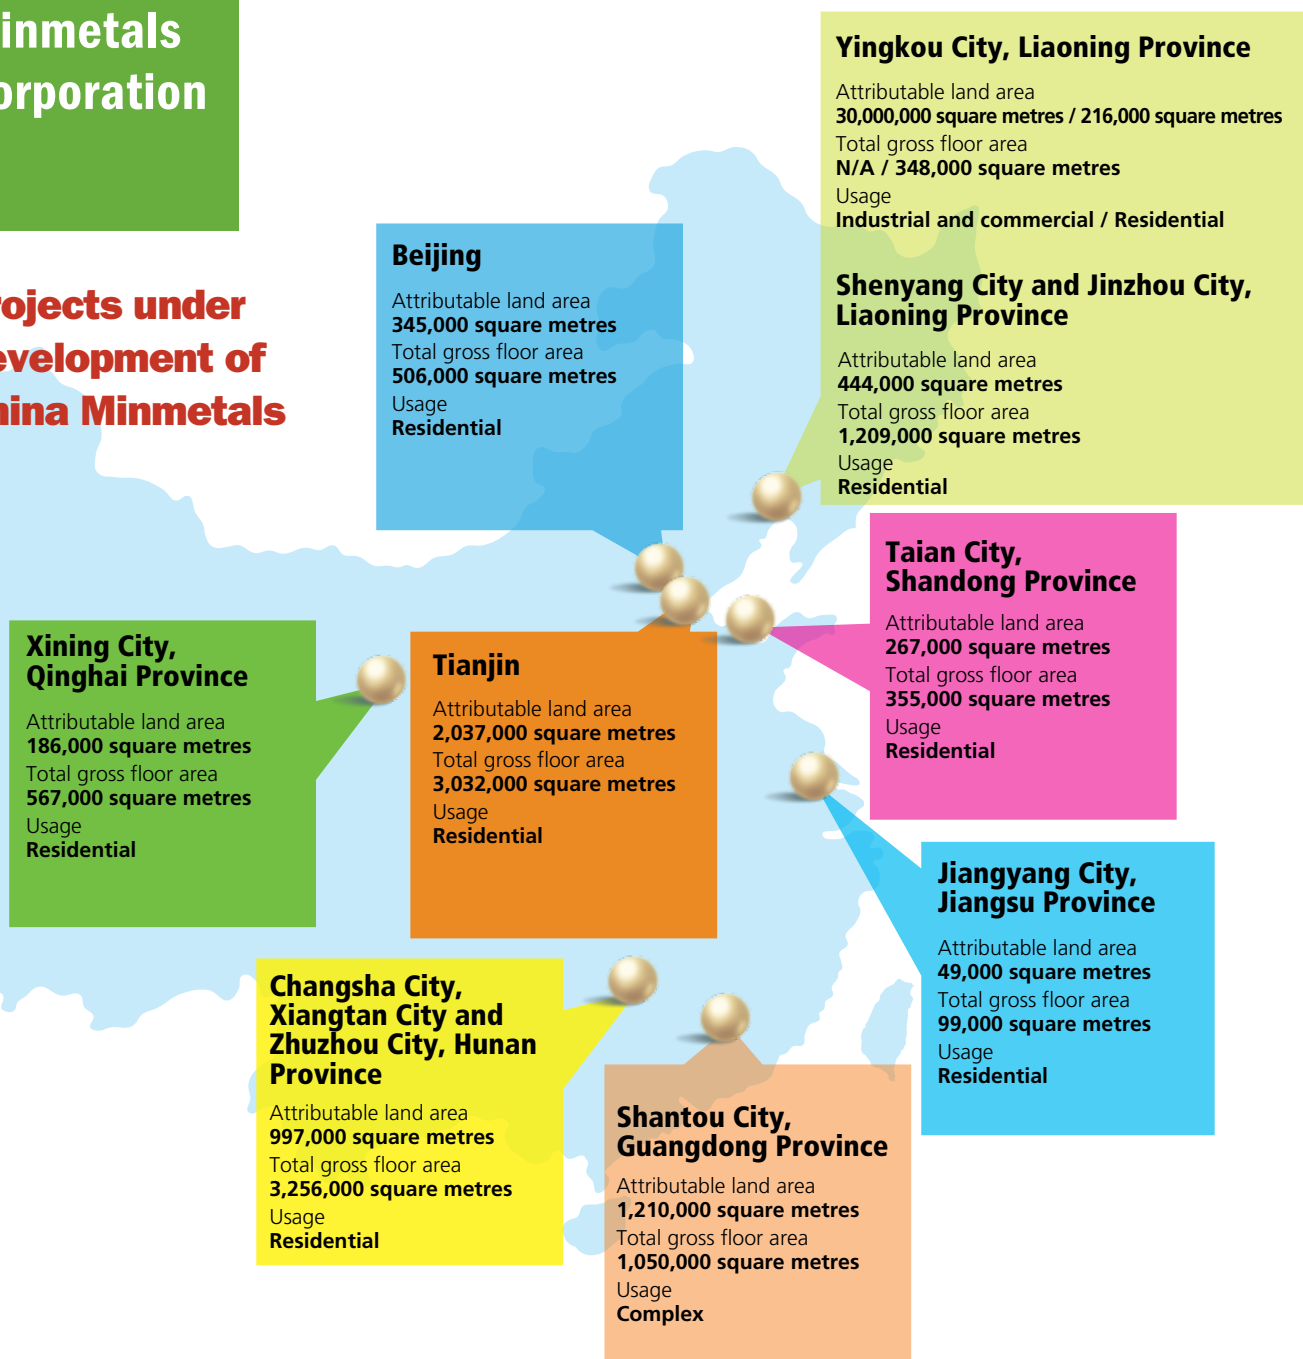 inmetals
orporation
rojects under
evelopment of
hina Minmetals
Yingkou City, Liaoning Province
Attributable land area
30,000,000 square metres / 216,000 square metres
Total gross floor area
N/A / 348,000 square metres
Usage
Industrial and commercial / Residential
Shenyang City and Jinzhou City,
Liaoning Province
Attributable land area
444,000 square metres
Total gross floor area
1,209,000 square metres
Usage
Residential
Beijing
Attributable land area
345,000 square metres
Total gross floor area
506,000 square metres
Usage
Residential
Taian City,
Shandong Province
Attributable land area
267,000 square metres
Total gross floor area
355,000 square metres
Usage
Residential
Xining City,
Qinghai Province
Attributable land area
186,000 square metres
Total gross floor area
567,000 square metres
Usage
Residential
Tianjin
Attributable land area
2,037,000 square metres
Total gross floor area
3,032,000 square metres
Usage
Residential
Jiangyang City,
Jiangsu Province
Attributable land area
49,000 square metres
Total gross floor area
99,000 square metres
Usage
Residential
Changsha City,
Xiangtan City and
Zhuzhou City, Hunan
Province
Attributable land area
997,000 square metres
Total gross floor area
3,256,000 square metres
Usage
Residential
Shantou City,
Guangdong Province
Attributable land area
1,210,000 square metres
Total gross floor area
1,050,000 square metres
Usage
Complex